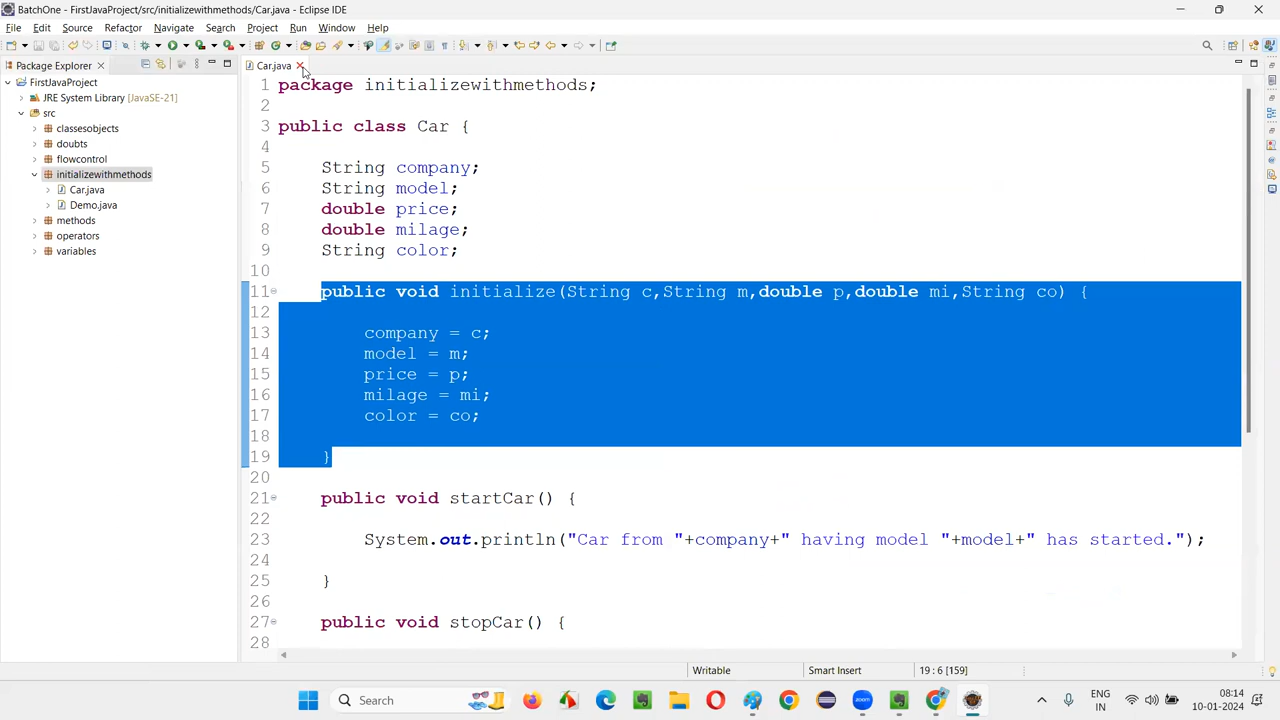 BatchOne - FirstJavaProject/src/initializewithmethods/Car.java - Eclipse IDE
File Edit Source Refactor Navigate Search Project Run Window Help
Package Explorer
Car.java
FirstJavaProject
JRE System Library [JavaSE-21]
src
classesobjects
doubts
flowcontrol
initializewithmethods
Car.java
Demo.java
methods
operators
variables
1 package initializewithmethods;
2
3 public class Car {
4
5 String company;
6 String model;
7 double price;
8 double milage;
9 String color;
10
11 public void initialize(String c,String m,double p,double mi,String co) {
12
13 company = c;
14 model = m;
15 price = p;
16 milage = mi;
17 color = co;
18
19 }
20
21 public void startCar() {
22
23 System.out.println("Car from "+company+" having model "+model+" has started.");
24
25 }
26
27 public void stopCar() {
28
Writable Smart Insert 19 : 6 [159]
Search
ENG
IN
08:14
10-01-2024